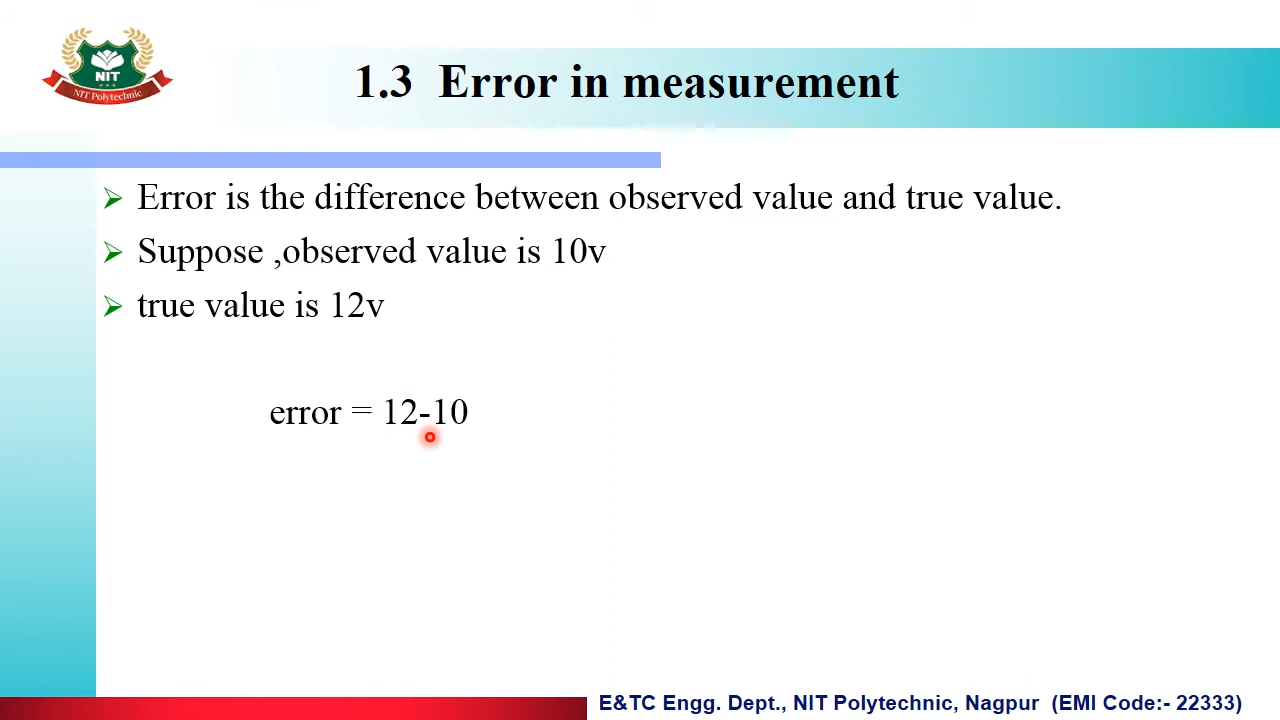 NIT
NIT Polytechnic
1.3 Error in measurement
Error is the difference between observed value and true value.
Suppose ,observed value is 10v
true value is 12v
error = 12-10
E&TC Engg. Dept., NIT Polytechnic, Nagpur (EMI Code:- 22333)